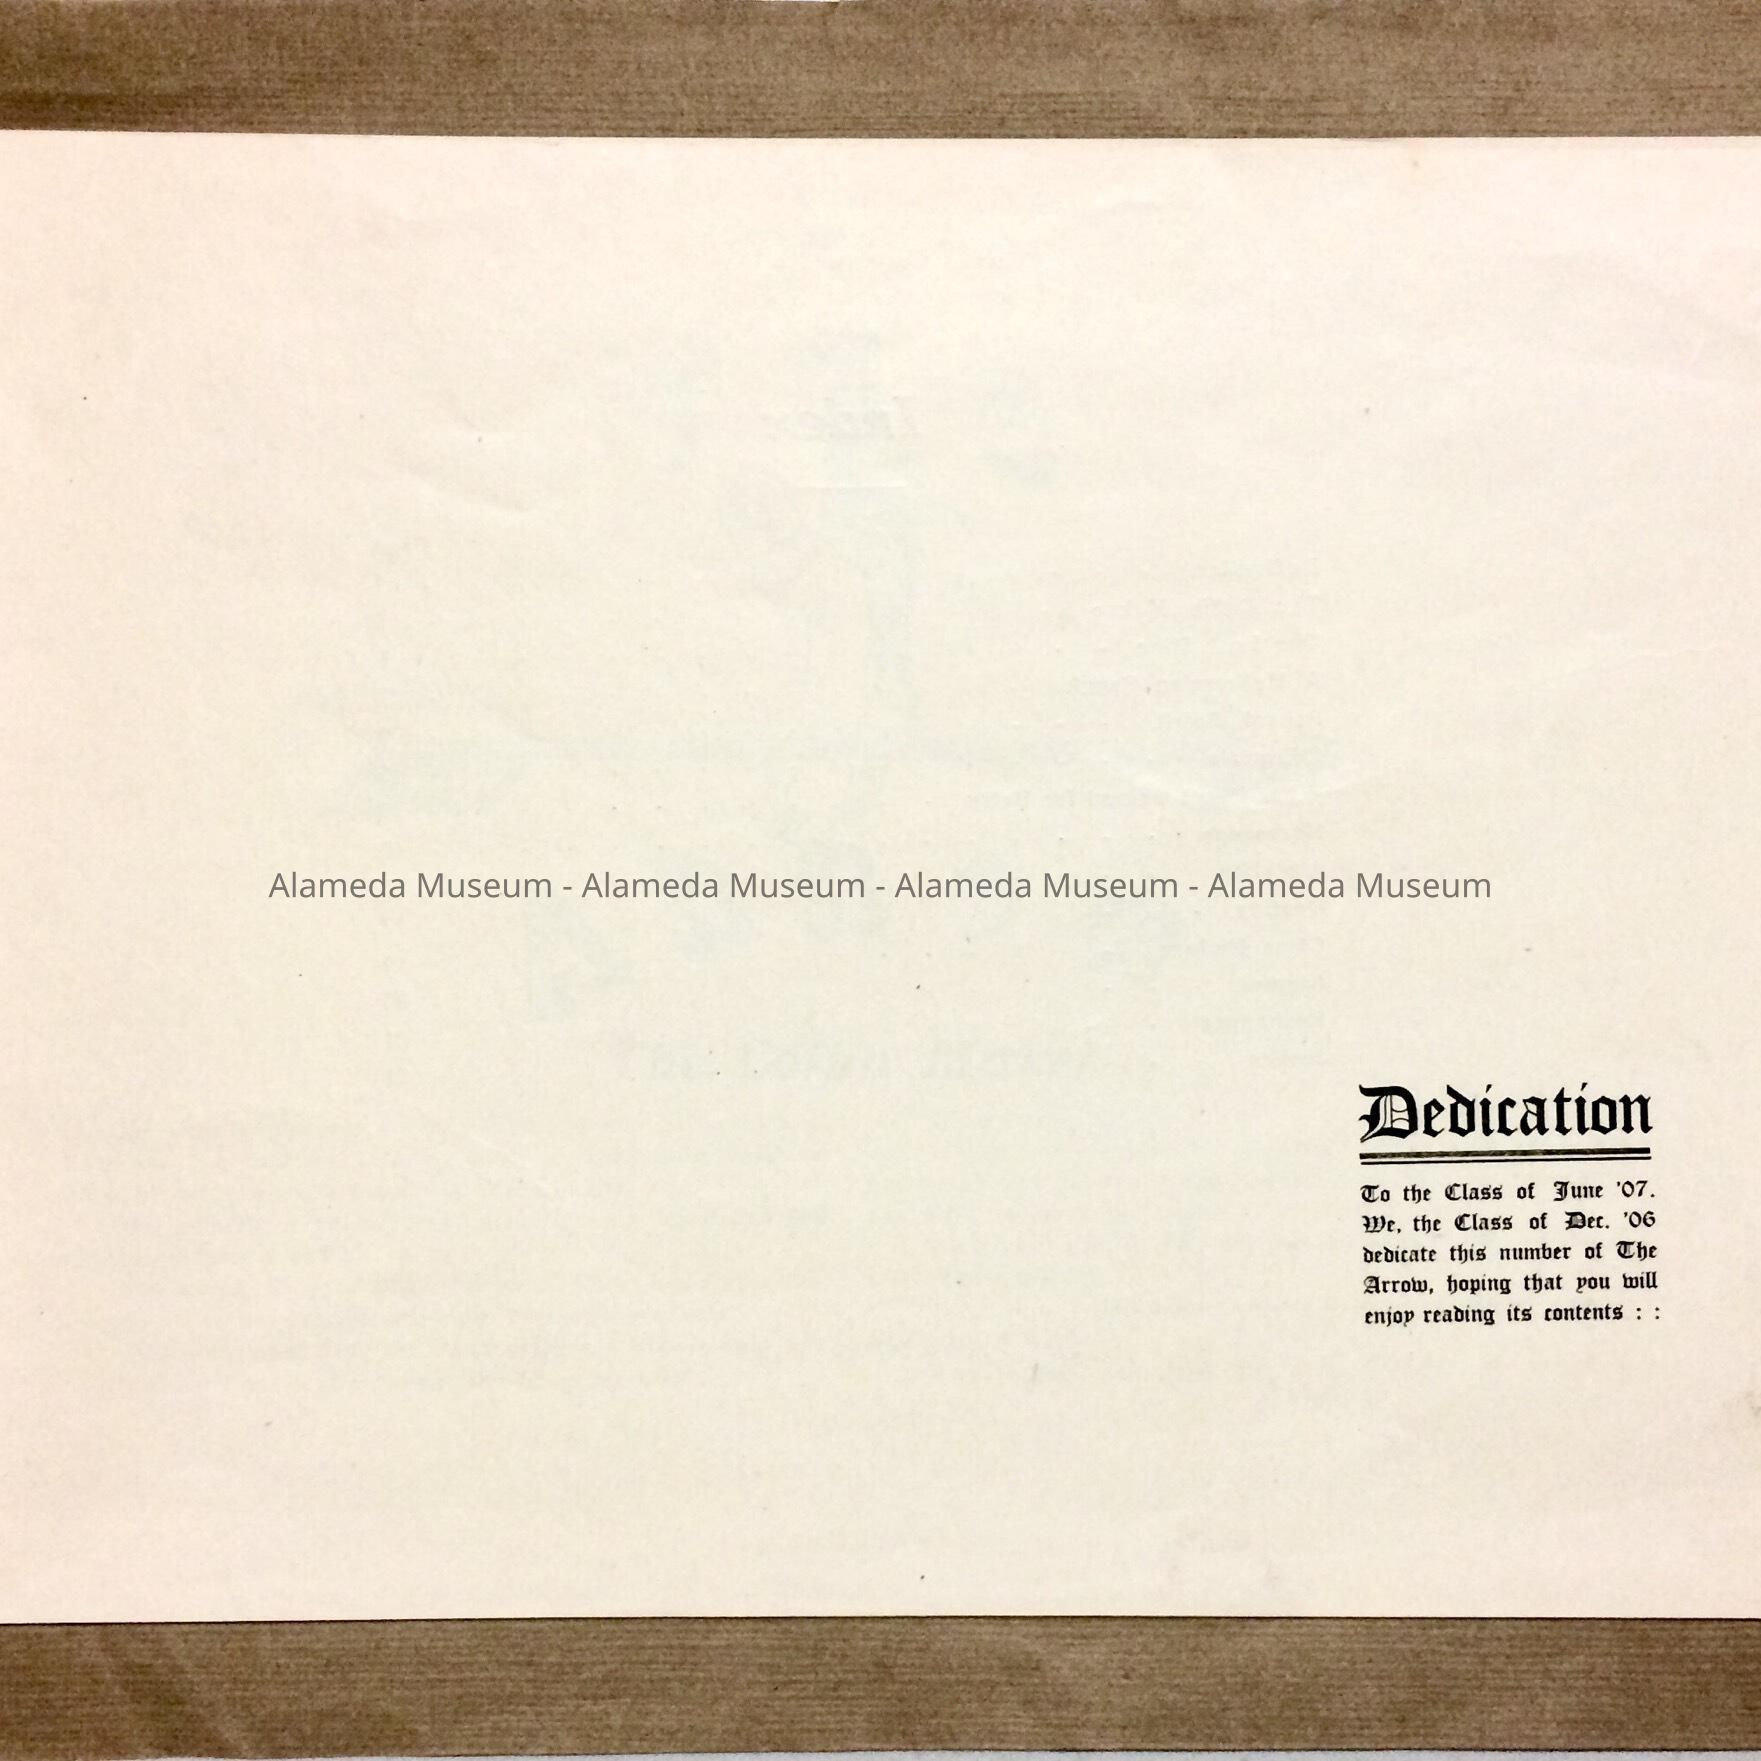 Alameda Museum - Alameda Museum - Alameda Museum - Alameda Museum
Dedication
To the Class of June '07.
We, the Class of Dec. '06
dedicate this number of The
Arrow, hoping that you will
enjoy reading its contents : :